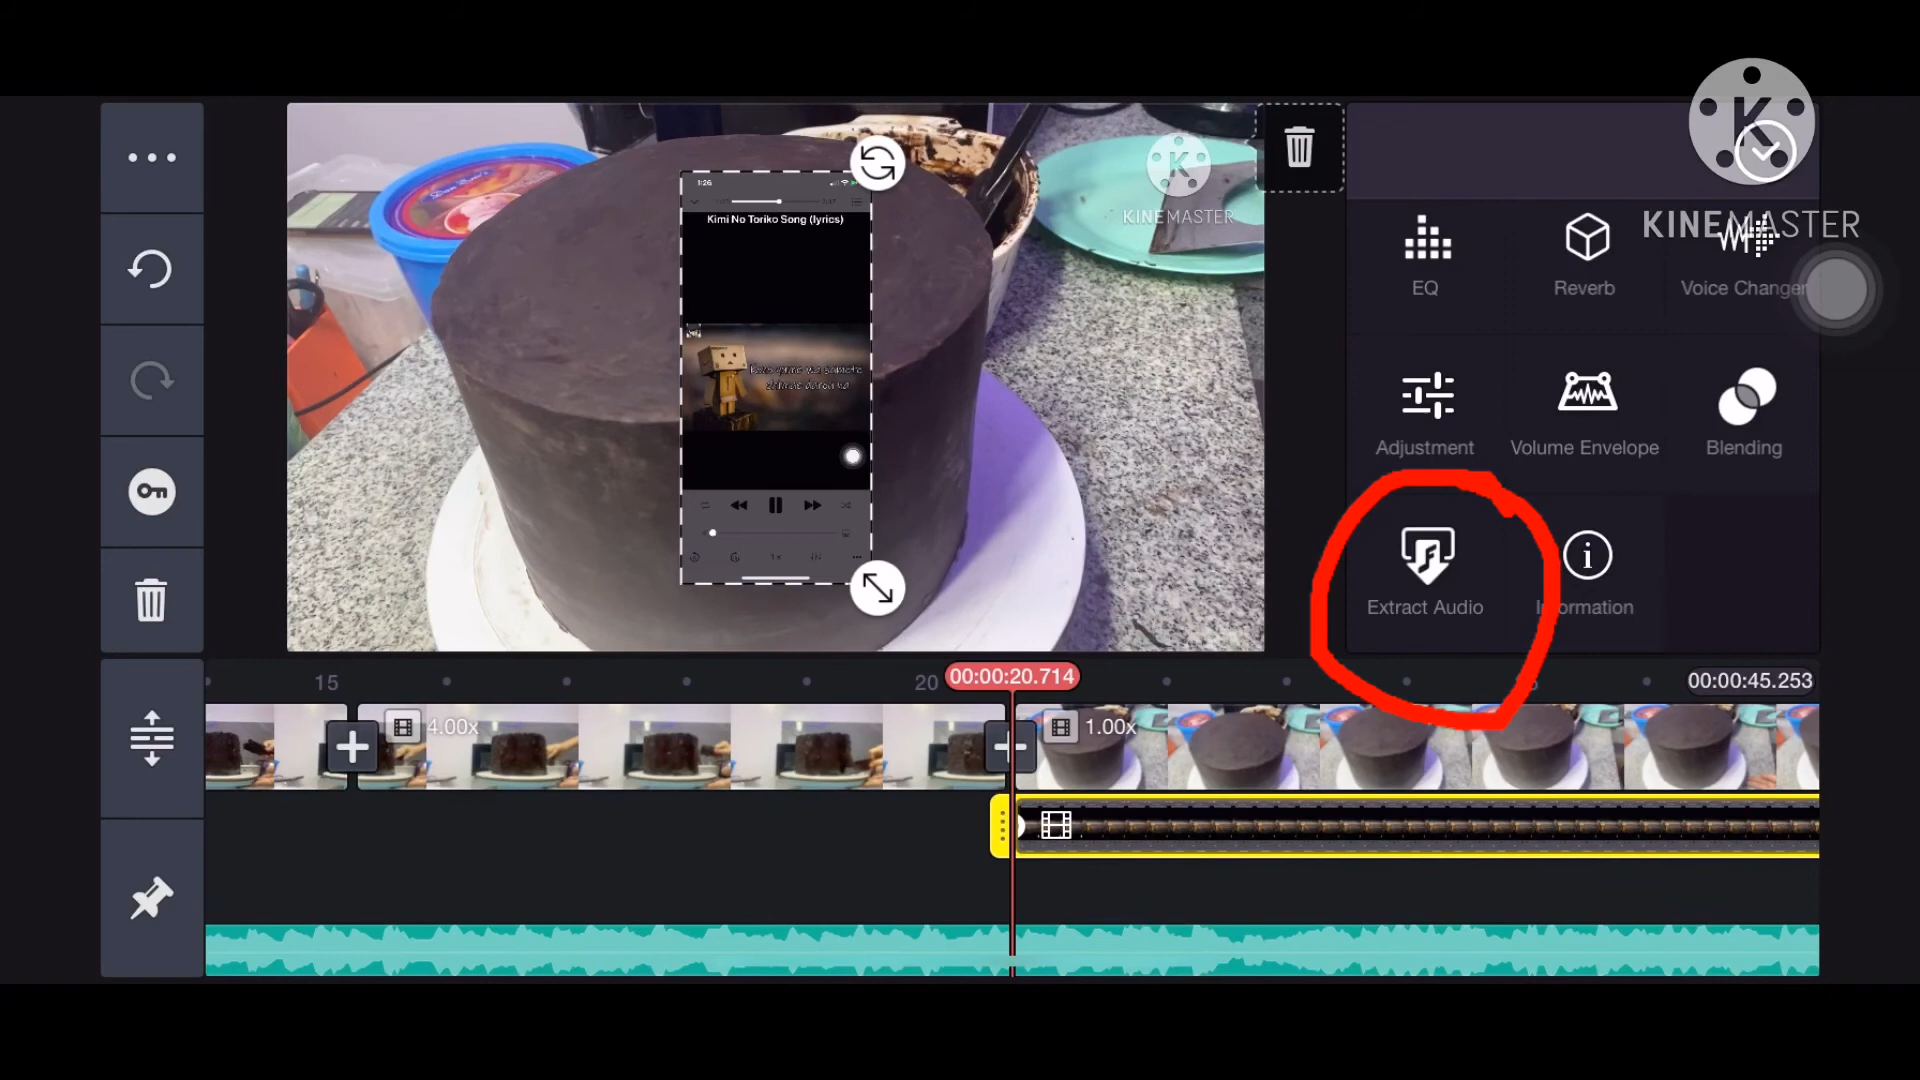 KINEMASTER
KINEMASTER
1:26
Kimi No Toriko Song (lyrics)
1x
EQ
Reverb
Voice Changer
Adjustment
Volume Envelope
Blending
Extract Audio
Information
15
20
00:00:20.714
00:00:45.253
4.00x
1.00x